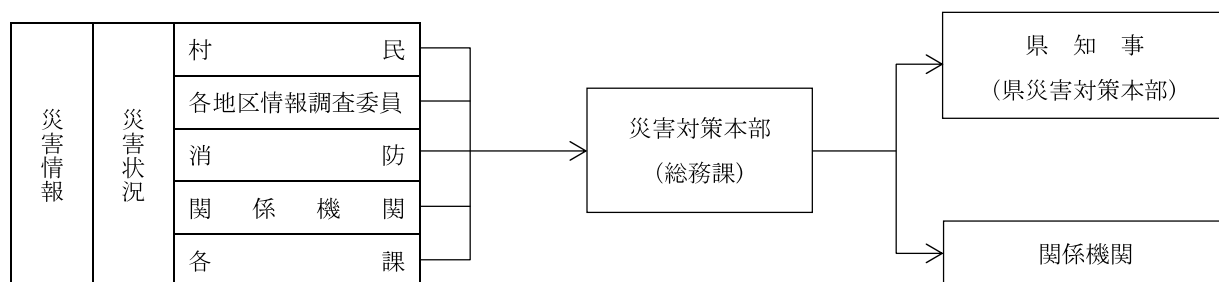 災害情報
災害状況
村民
各地区情報調査委員
消防
関係機関
各課
災害対策本部
（総務課）
県知事
（県災害対策本部）
関係機関